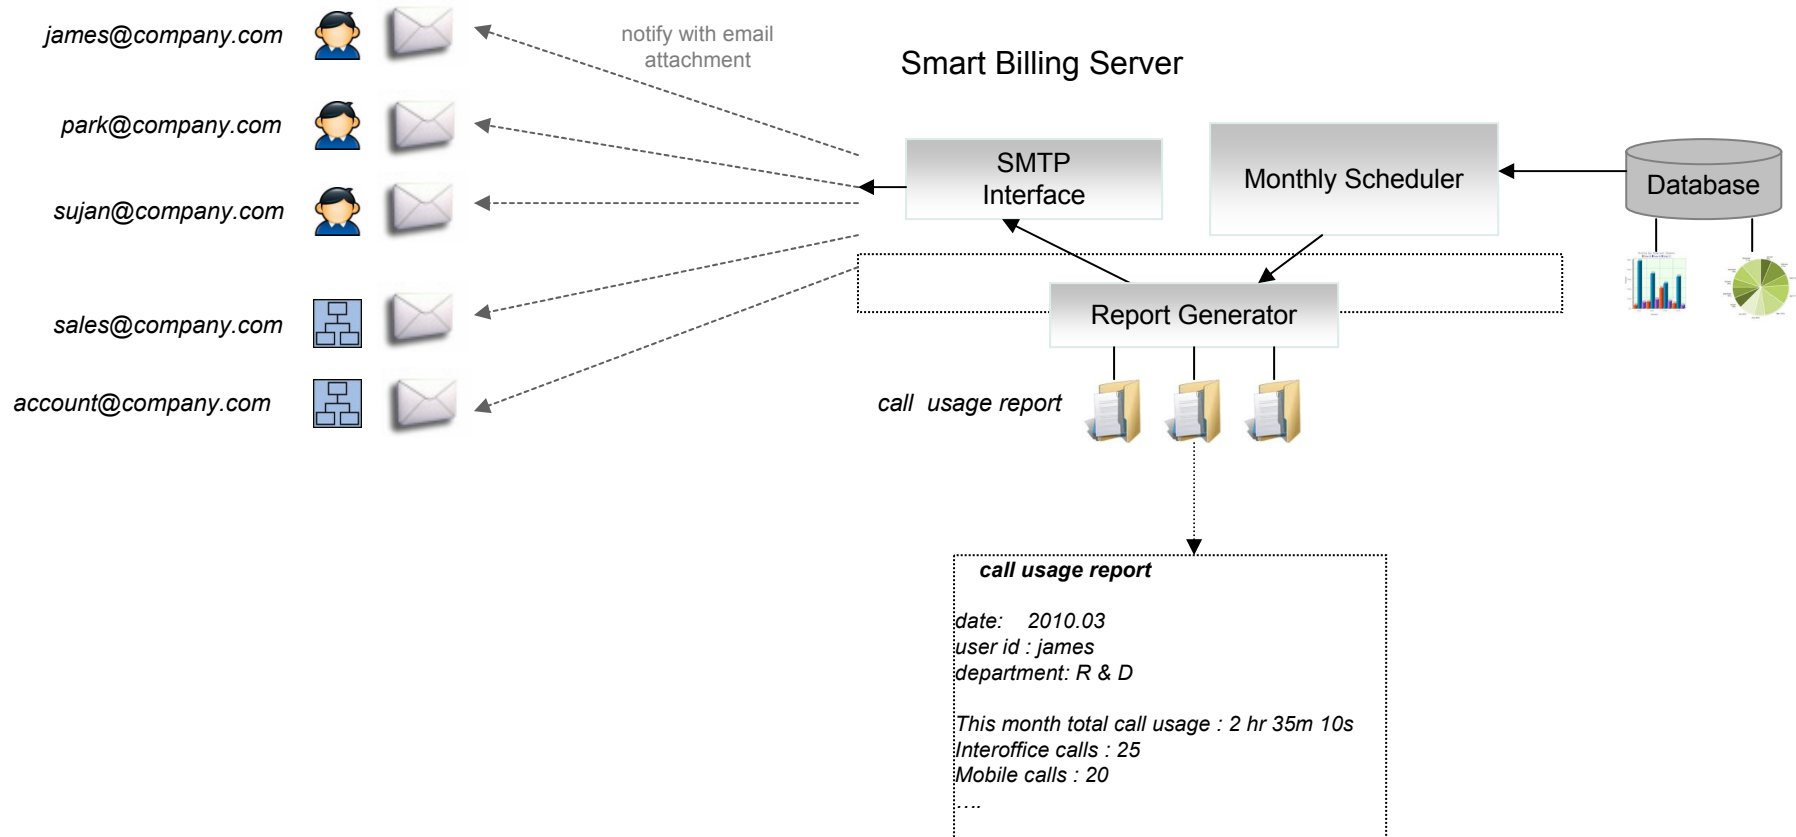 james@company.com
notify with email
attachment
Smart Billing Server
park@company.com
SMTP
Interface
Monthly Scheduler
Database
sujan@company.com
sales@company.com
Report Generator
account@company.com
call usage report
call usage report
date: 2010.03
user id : james
department: R & D
This month total call usage : 2 hr 35m 10s
Interoffice calls : 25
Mobile calls : 20
….